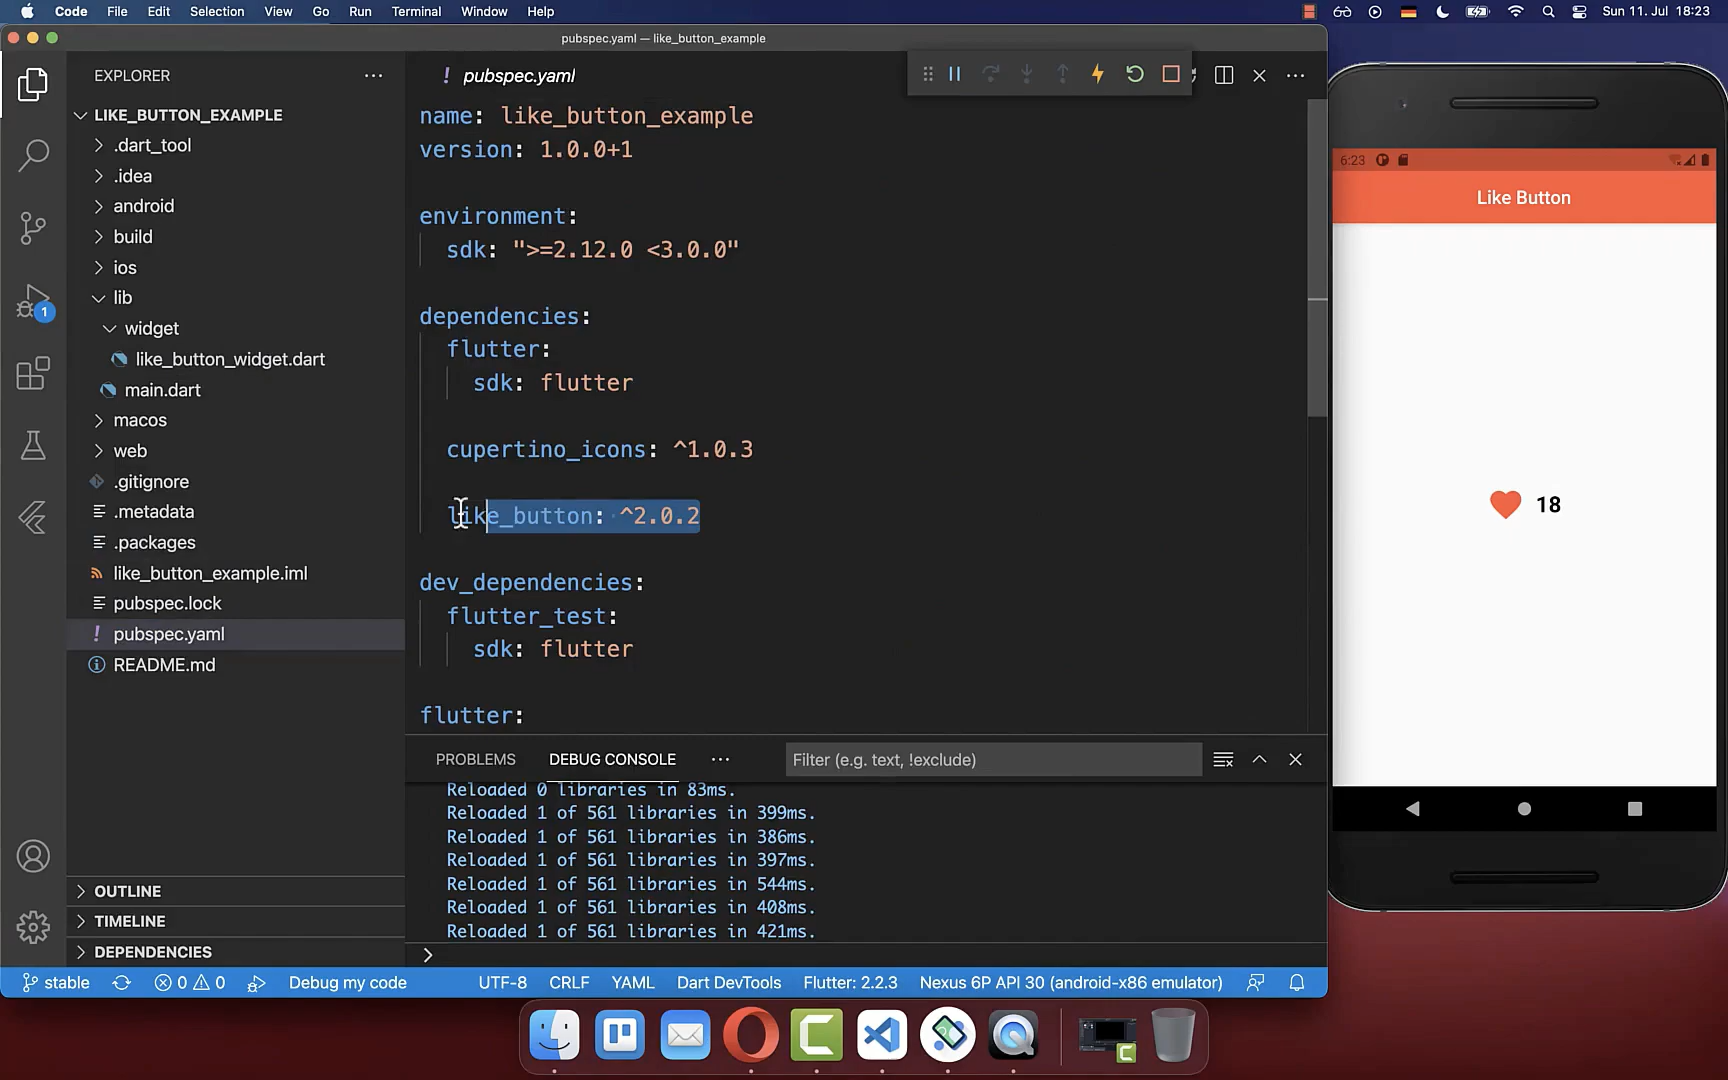 Code File Edit Selection View Go Run Terminal Window Help
Sun 11. Jul 18:23
pubspec.yaml — like_button_example
EXPLORER
LIKE_BUTTON_EXAMPLE
.dart_tool
.idea
android
build
ios
lib
widget
like_button_widget.dart
main.dart
macos
web
.gitignore
.metadata
.packages
like_button_example.iml
pubspec.lock
! pubspec.yaml
README.md
OUTLINE
TIMELINE
DEPENDENCIES
1
! pubspec.yaml
name: like_button_example
version: 1.0.0+1
environment:
sdk: ">=2.12.0 <3.0.0"
dependencies:
flutter:
sdk: flutter
cupertino_icons: ^1.0.3
like_button: ^2.0.2
dev_dependencies:
flutter_test:
sdk: flutter
flutter:
PROBLEMS DEBUG CONSOLE
Filter (e.g. text, !exclude)
Reloaded 0 libraries in 83ms.
Reloaded 1 of 561 libraries in 399ms.
Reloaded 1 of 561 libraries in 386ms.
Reloaded 1 of 561 libraries in 397ms.
Reloaded 1 of 561 libraries in 544ms.
Reloaded 1 of 561 libraries in 408ms.
Reloaded 1 of 561 libraries in 421ms.
stable 0 0 Debug my code UTF-8 CRLF YAML Dart DevTools Flutter: 2.2.3 Nexus 6P API 30 (android-x86 emulator)
6:23
Like Button
18